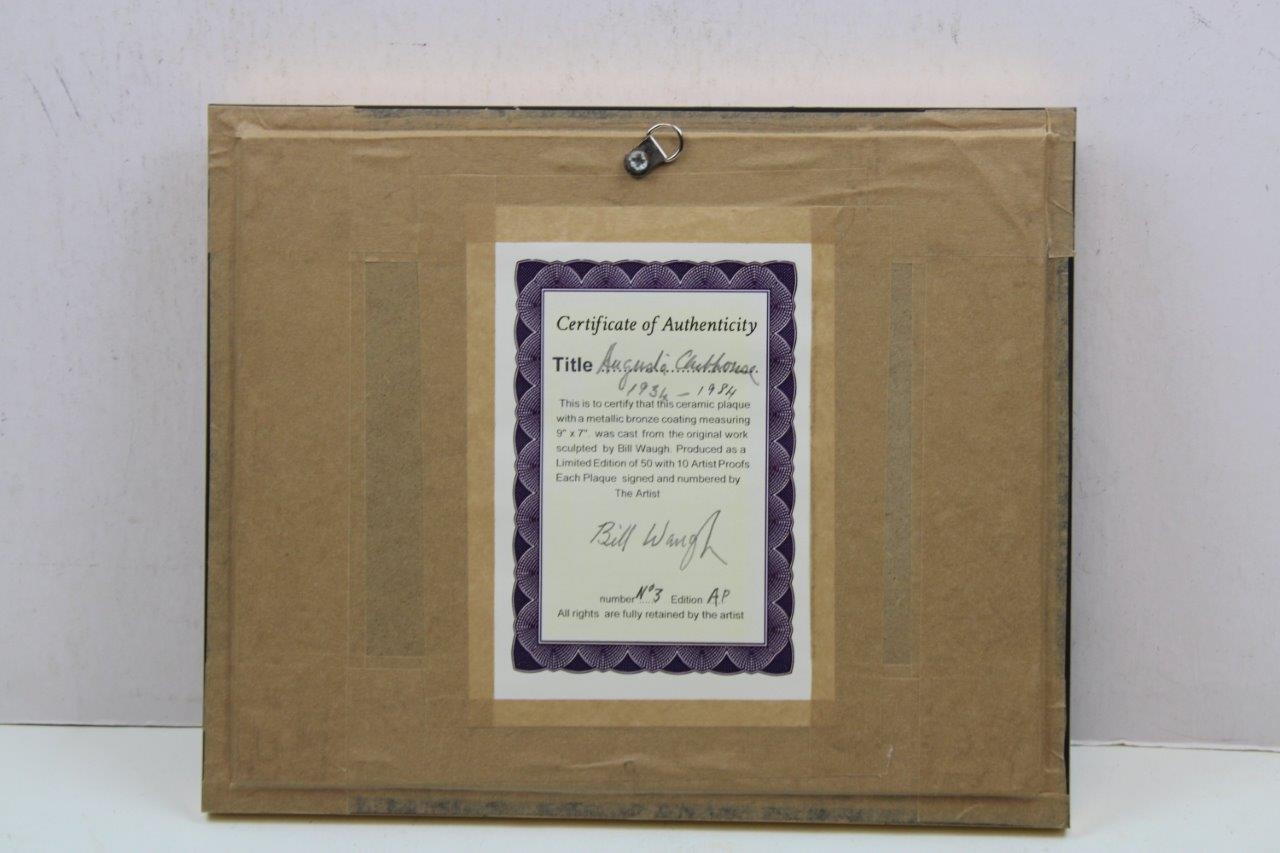 Certificate of Authenticity
Title Augusta Clubhouse
1934 - 1984
This is to certify that this ceramic plaque
with a metallic bronze coating measuring
9" x 7". was cast from the original work
sculpted by Bill Waugh. Produced as a
Limited Edition of 50 with 10 Artist Proofs
Each Plaque signed and numbered by
The Artist
Bill Waugh
number Nº 3 Edition AP
All rights are fully retained by the artist